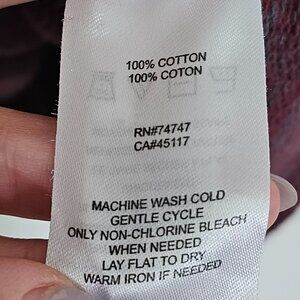 100% COTTON
100% COTON
RN#74747
CA#45117
MACHINE WASH COLD
GENTLE CYCLE
ONLY NON-CHLORINE BLEACH
WHEN NEEDED
LAY FLAT TO DRY
WARM IRON IF NEEDED